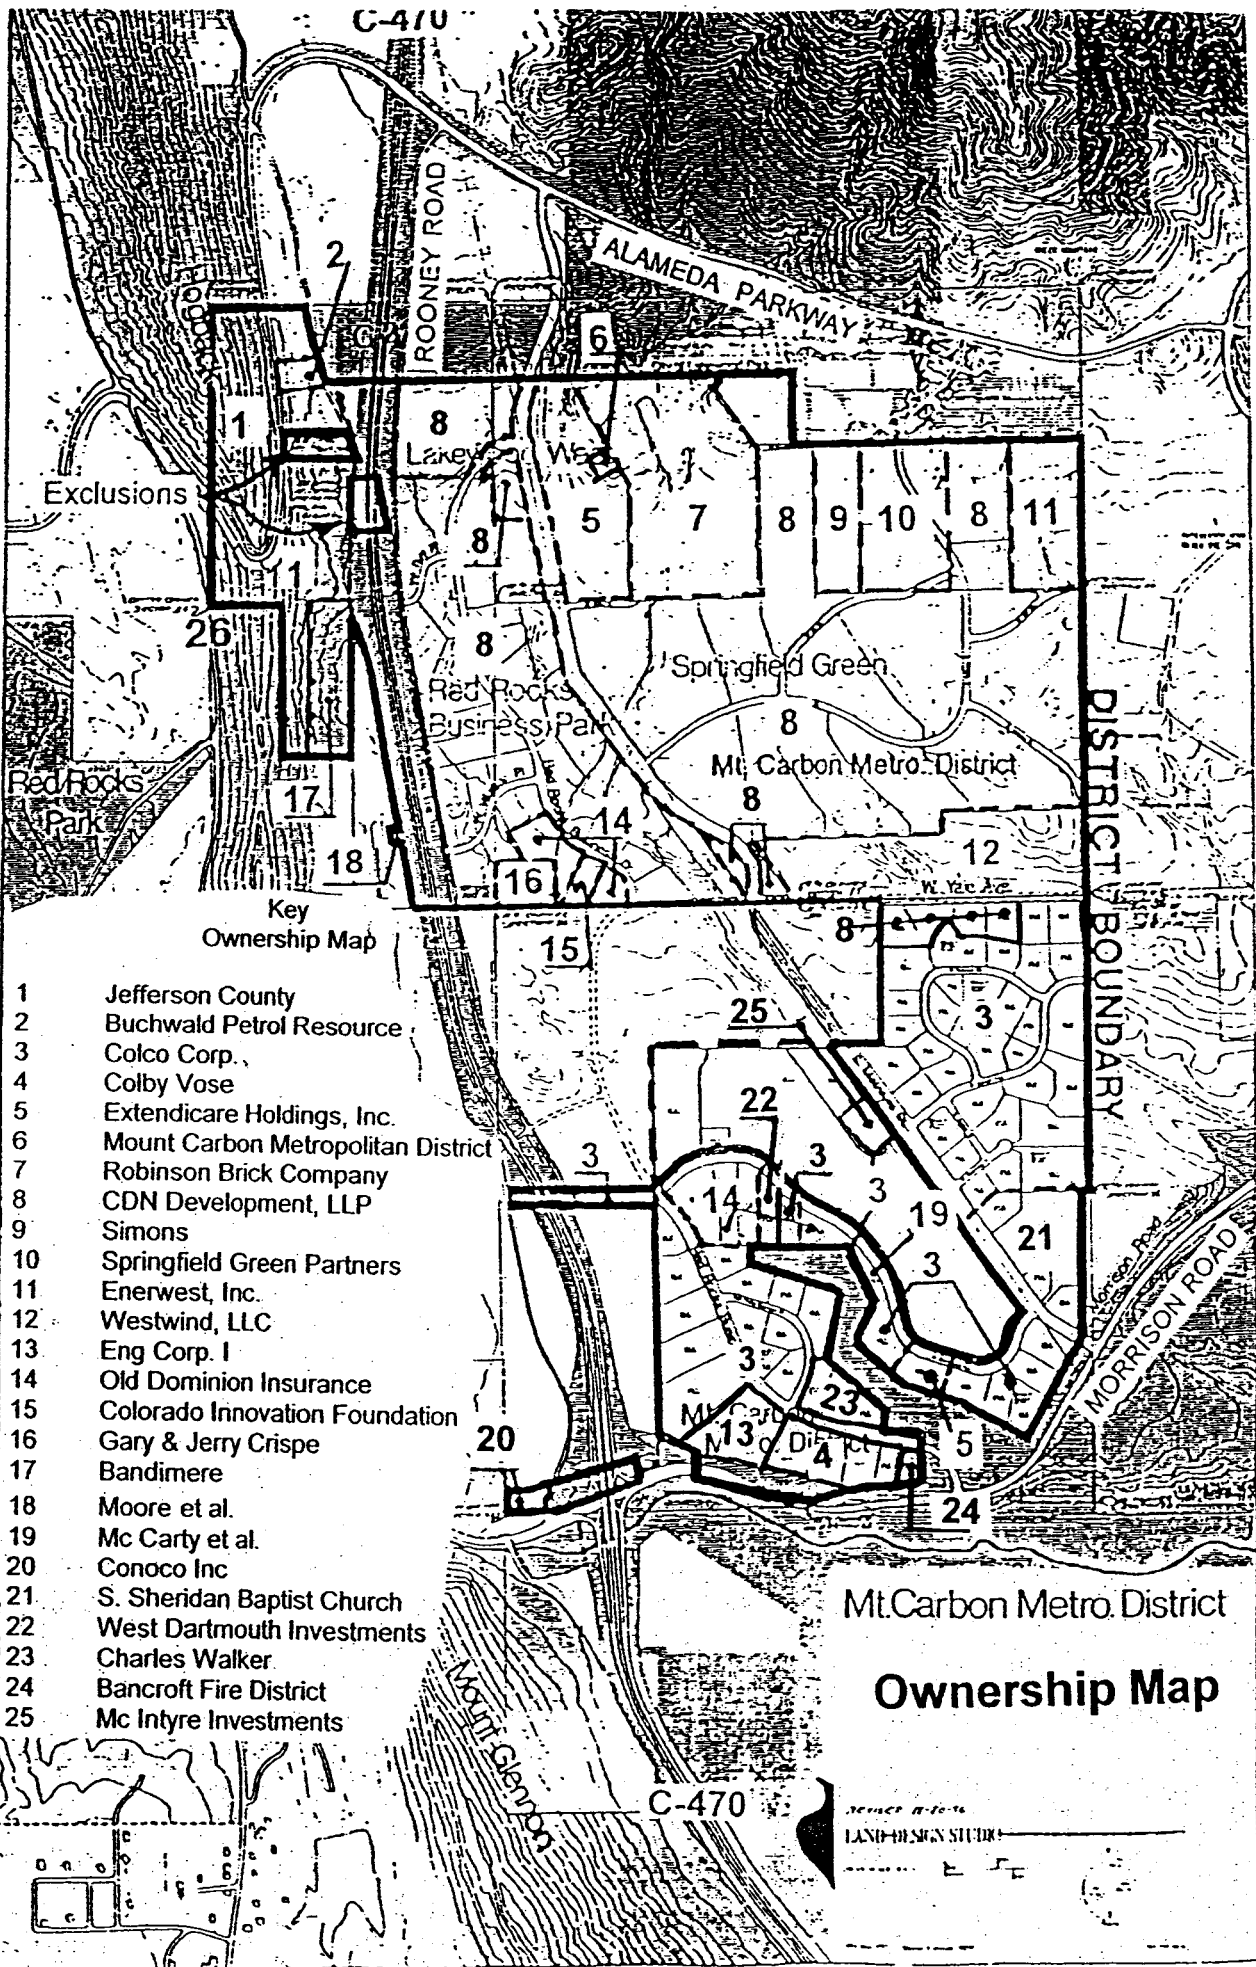 C-470
ROONEY ROAD
ALAMEDA PARKWAY
2
6
1
8
Exclusions
8
5
7
8
9
10
8
11
1
26
8
Springfield Green
Red Rocks
Business Park
8
Mt. Carbon Metro. District
8
DISTRICT BOUNDARY
Red Rocks
Park
17
14
18
16
12
15
8
3
25
22
3
3
14
3
19
3
21
3
23
Mt. Carbon
13
4
5
20
24
MORRISON ROAD
Key
Ownership Map
1 Jefferson County
2 Buchwald Petrol Resource
3 Colco Corp.
4 Colby Vose
5 Extendicare Holdings, Inc.
6 Mount Carbon Metropolitan District
7 Robinson Brick Company
8 CDN Development, LLP
9 Simons
10 Springfield Green Partners
11 Enerwest, Inc.
12 Westwind, LLC
13 Eng Corp. I
14 Old Dominion Insurance
15 Colorado Innovation Foundation
16 Gary & Jerry Crispe
17 Bandimere
18 Moore et al.
19 Mc Carty et al.
20 Conoco Inc
21 S. Sheridan Baptist Church
22 West Dartmouth Investments
23 Charles Walker
24 Bancroft Fire District
25 Mc Intyre Investments
Mount Glennon
C-470
Mt.Carbon Metro. District
Ownership Map
LAND DESIGN STUDIO